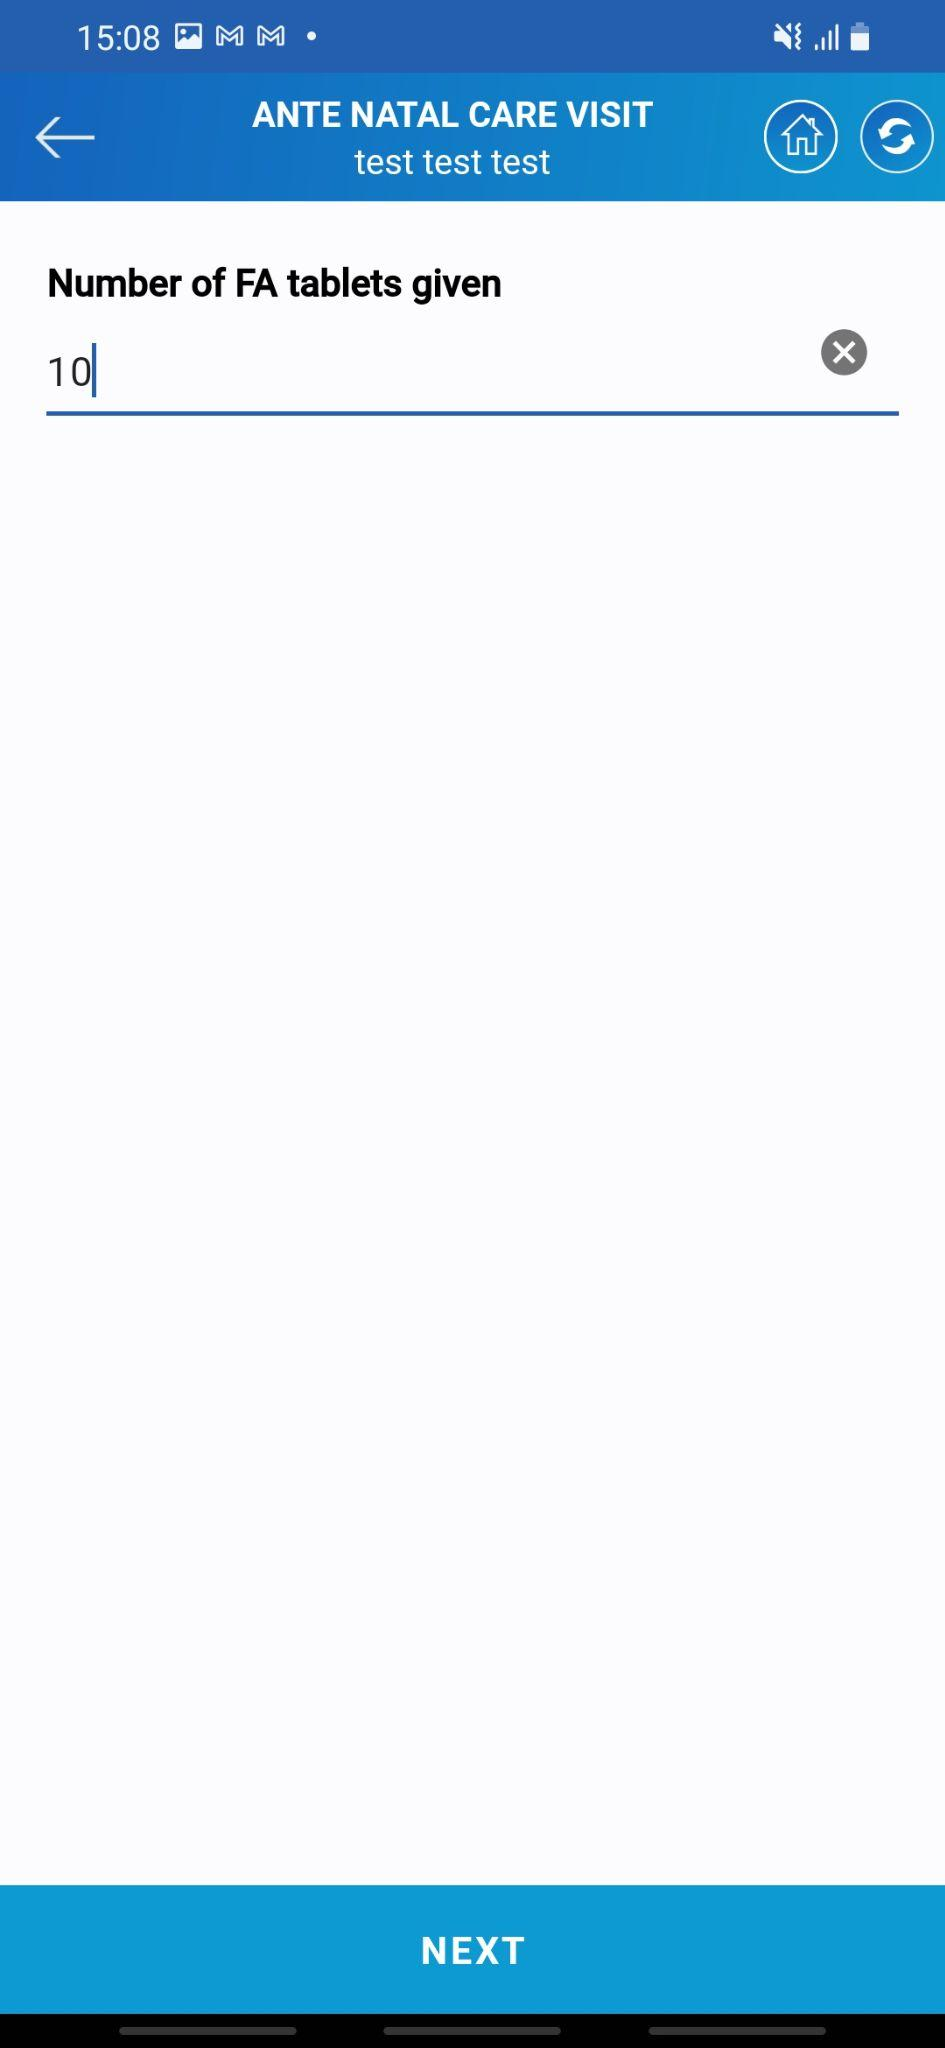 15:08
ANTE NATAL CARE VISIT
test test test
Number of FA tablets given
10
NEXT